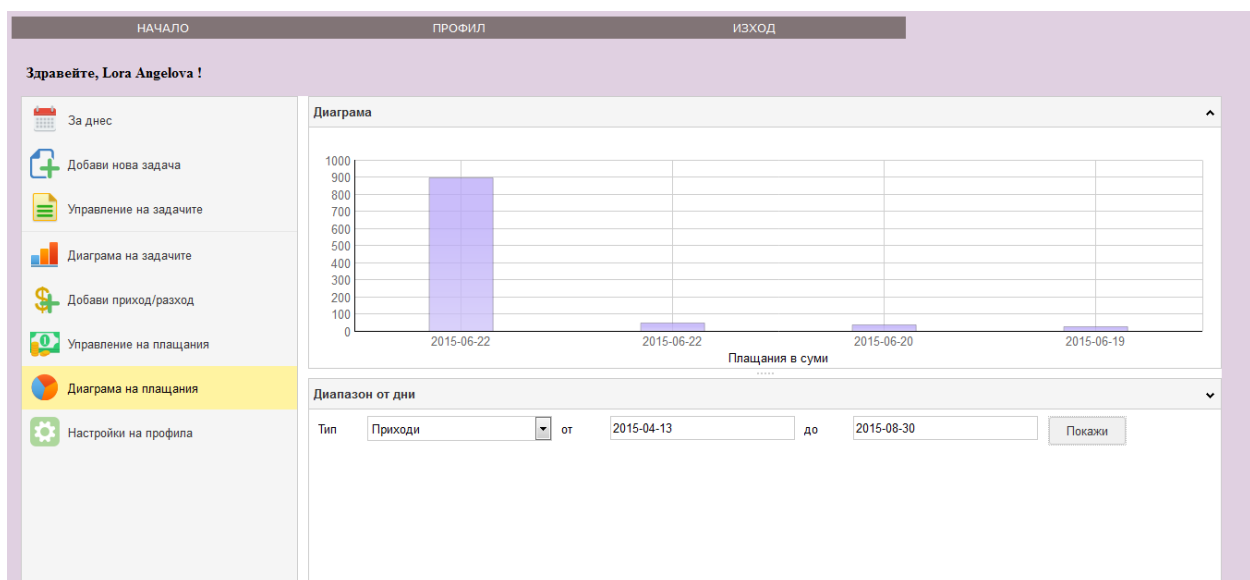 НАЧАЛО ПРОФИЛ ИЗХОД
Здравейте, Lora Angelova !
За днес
Добави нова задача
Управление на задачите
Диаграма на задачите
Добави приход/разход
Управление на плащания
Диаграма на плащания
Настройки на профила
Диаграма
1000
900
800
700
600
500
400
300
200
100
0
2015-06-22 2015-06-22 2015-06-20 2015-06-19
Плащания в суми
Диапазон от дни
Тип Приходи от 2015-04-13 до 2015-08-30 Покажи